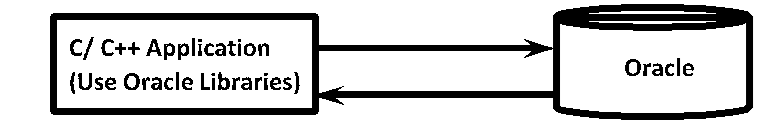 C/ C++ Application
(Use Oracle Libraries)
Oracle